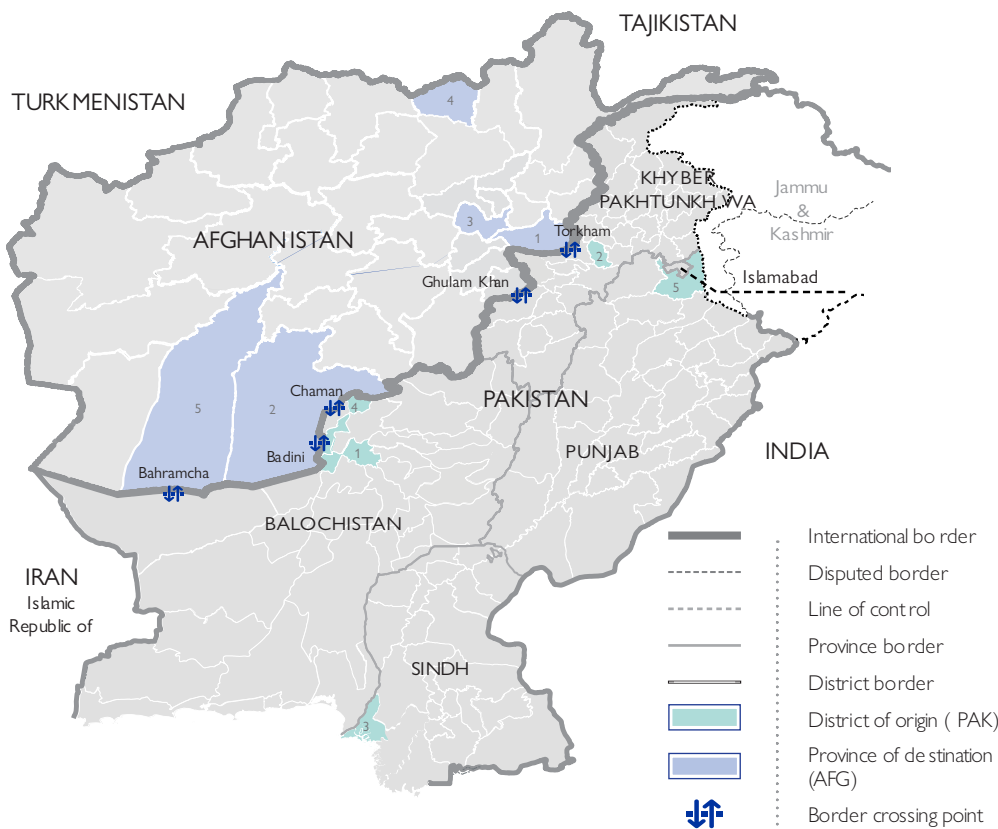 TAJIKISTAN
TURKMENISTAN
4
KHYBER
PAKHTUNKHWA
Jammu
&
Kashmir
3
AFGHANISTAN
1
Torkham
2
Ghulam Khan
Islamabad
5
Chaman
4
PAKISTAN
5
2
Badini
1
PUNJAB
INDIA
Bahramcha
BALOCHISTAN
IRAN
Islamic
Republic of
SINDH
3
International border
Disputed border
Line of control
Province border
District border
District of origin ( PAK)
Province of destination
(AFG)
Border crossing point